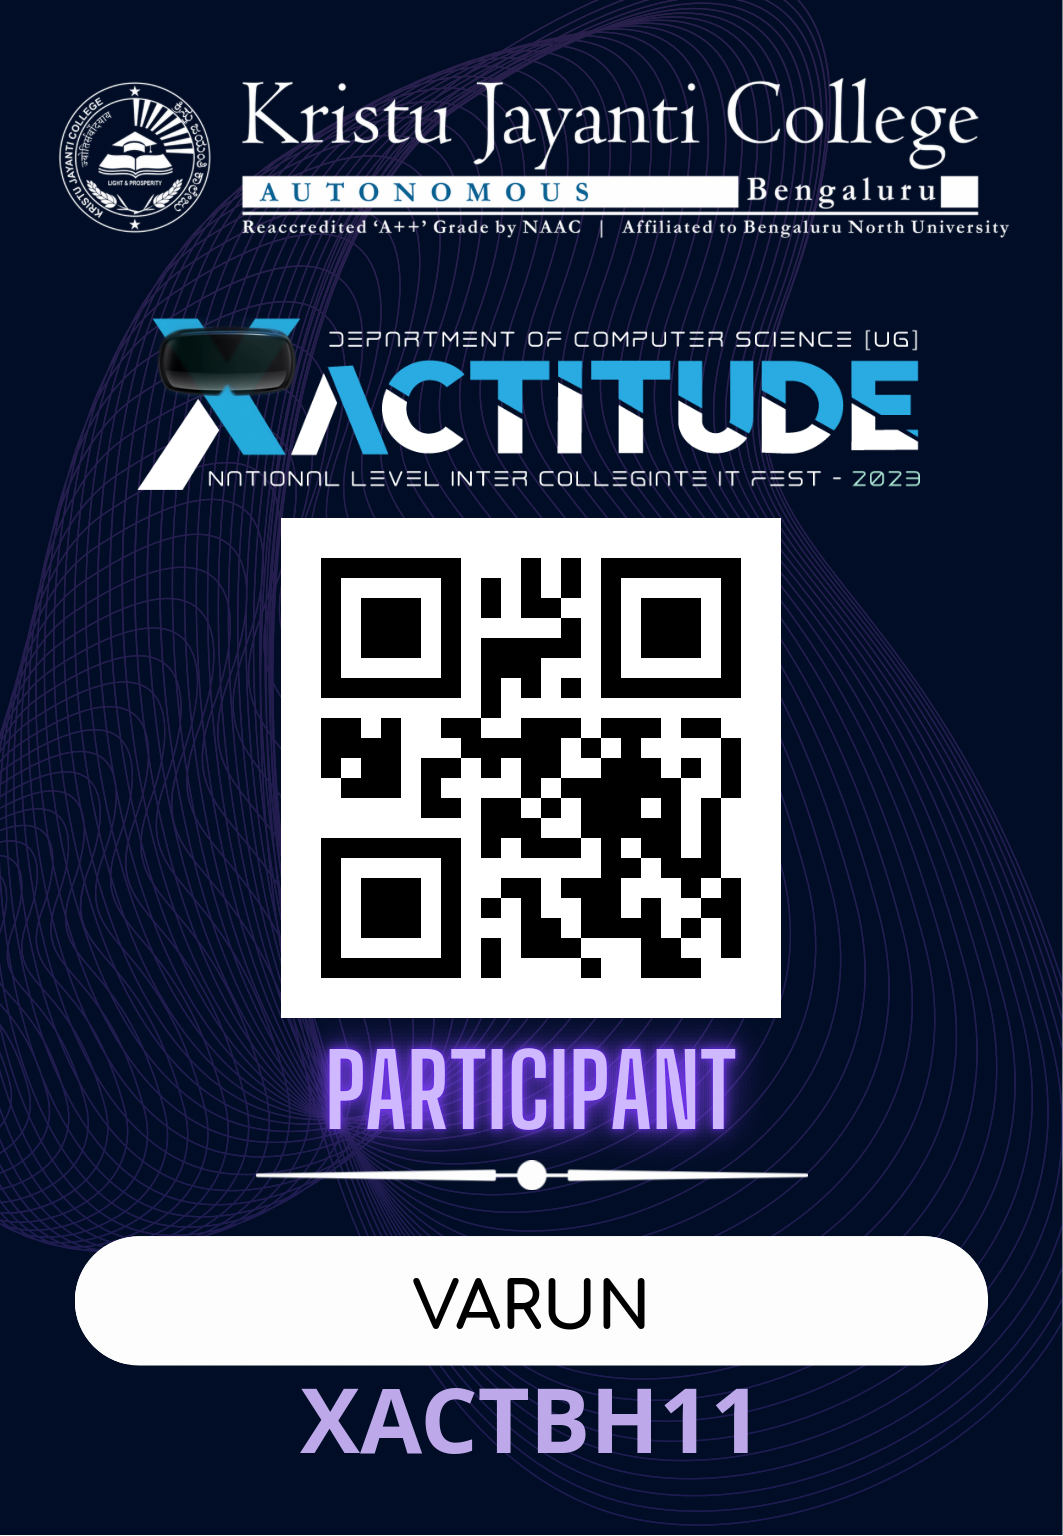 KRISTU JAYANTI COLLEGE
LIGHT & PROSPERITY
Kristu Jayanti College
AUTONOMOUS Bengaluru
Reaccredited ‘A++’ Grade by NAAC | Affiliated to Bengaluru North University
DEPARTMENT OF COMPUTER SCIENCE [UG]
XACTITUDE
NATIONAL LEVEL INTER COLLEGIATE IT FEST - 2023
PARTICIPANT
VARUN
XACTBH11